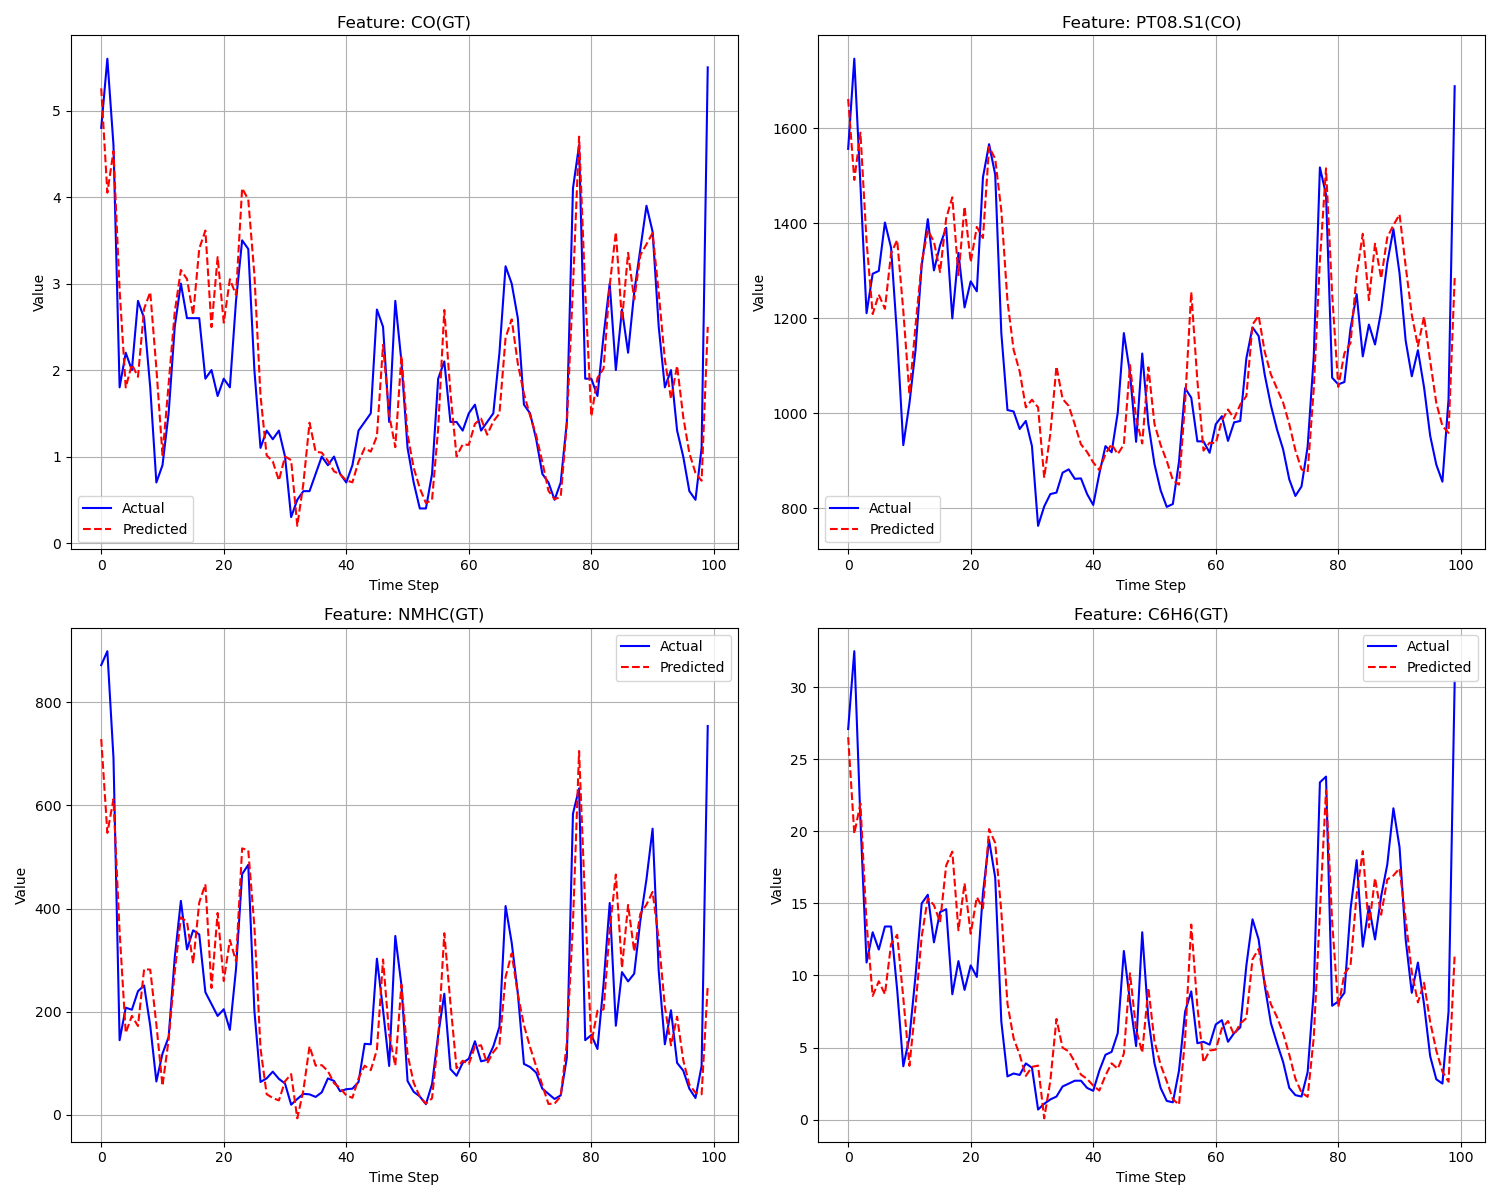 Feature: CO(GT)
Value
5
4
3
2
1
0
Actual
Predicted
0 20 40 60 80 100
Time Step
Feature: PT08.S1(CO)
Value
1600
1400
1200
1000
800
Actual
Predicted
0 20 40 60 80 100
Time Step
Feature: NMHC(GT)
Value
800
600
400
200
0
Actual
Predicted
0 20 40 60 80 100
Time Step
Feature: C6H6(GT)
Value
30
25
20
15
10
5
0
Actual
Predicted
0 20 40 60 80 100
Time Step